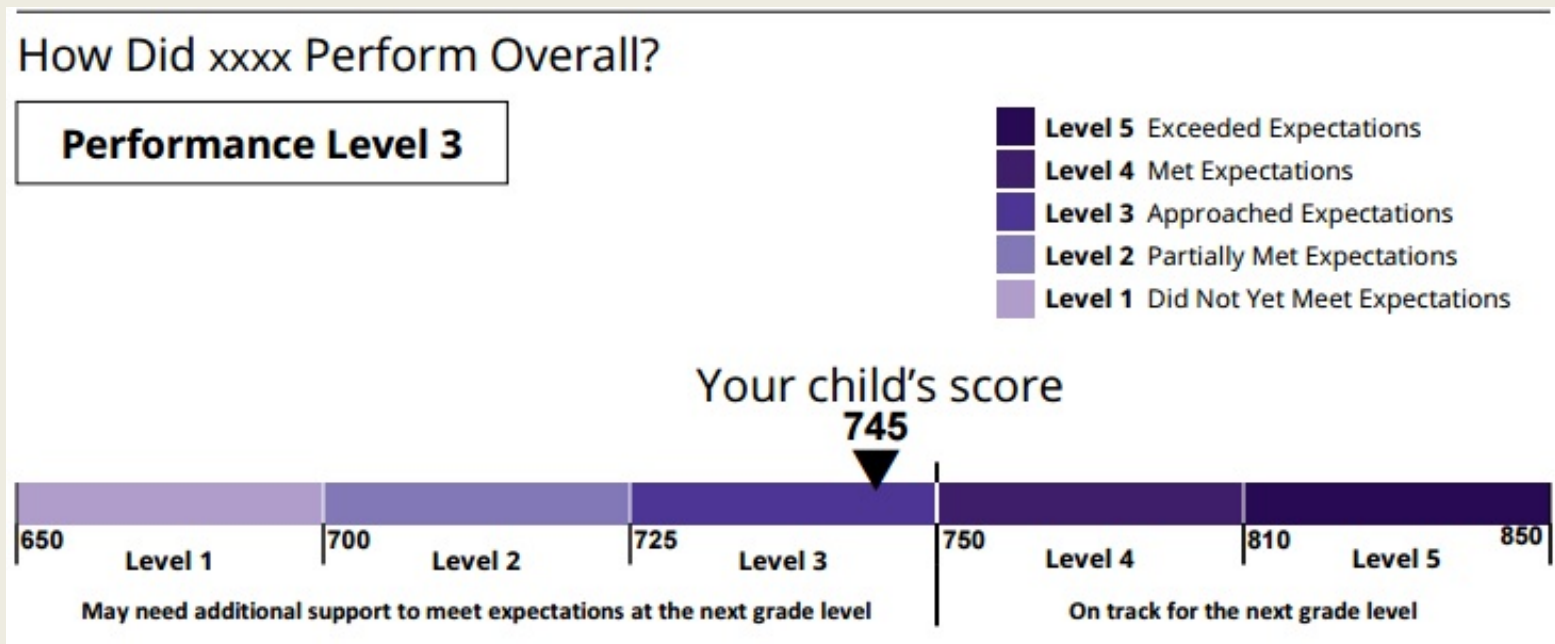 How Did xxxx Perform Overall?
Performance Level 3
Level 5 Exceeded Expectations
Level 4 Met Expectations
Level 3 Approached Expectations
Level 2 Partially Met Expectations
Level 1 Did Not Yet Meet Expectations
Your child's score
745
650 700 725 750 810 850
Level 1 Level 2 Level 3 Level 4 Level 5
May need additional support to meet expectations at the next grade level On track for the next grade level